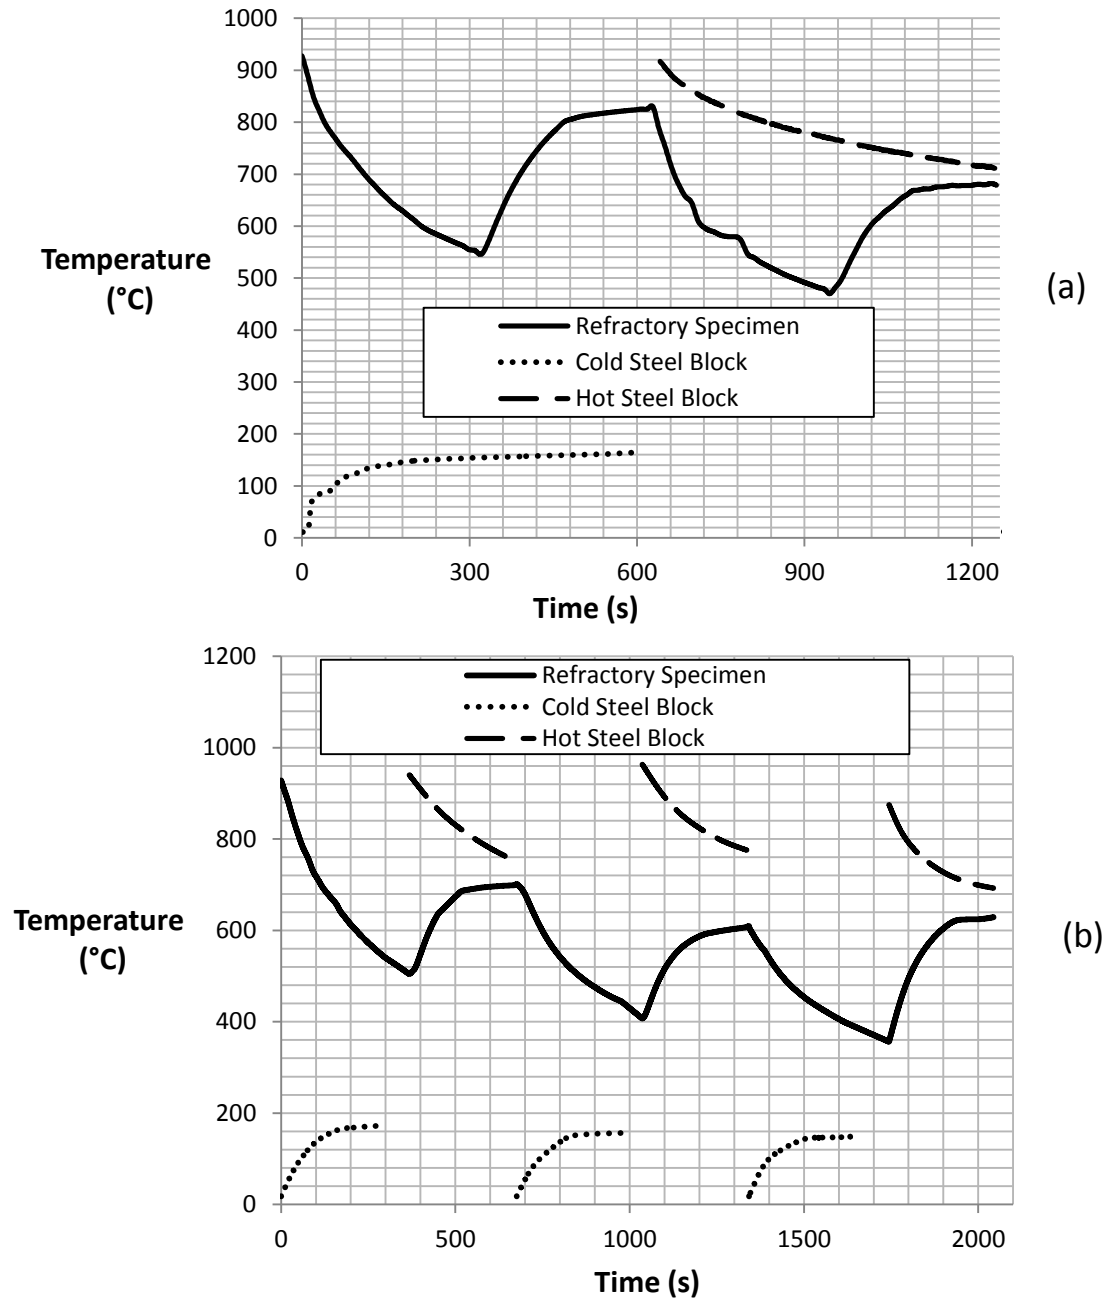 1000
900
800
700
600
500
400
300
200
100
0
Temperature
(°C)
Refractory Specimen
Cold Steel Block
Hot Steel Block
(a)
0 300 600 900 1200
Time (s)
1200
1000
800
600
400
200
0
Temperature
(°C)
Refractory Specimen
Cold Steel Block
Hot Steel Block
(b)
0 500 1000 1500 2000
Time (s)